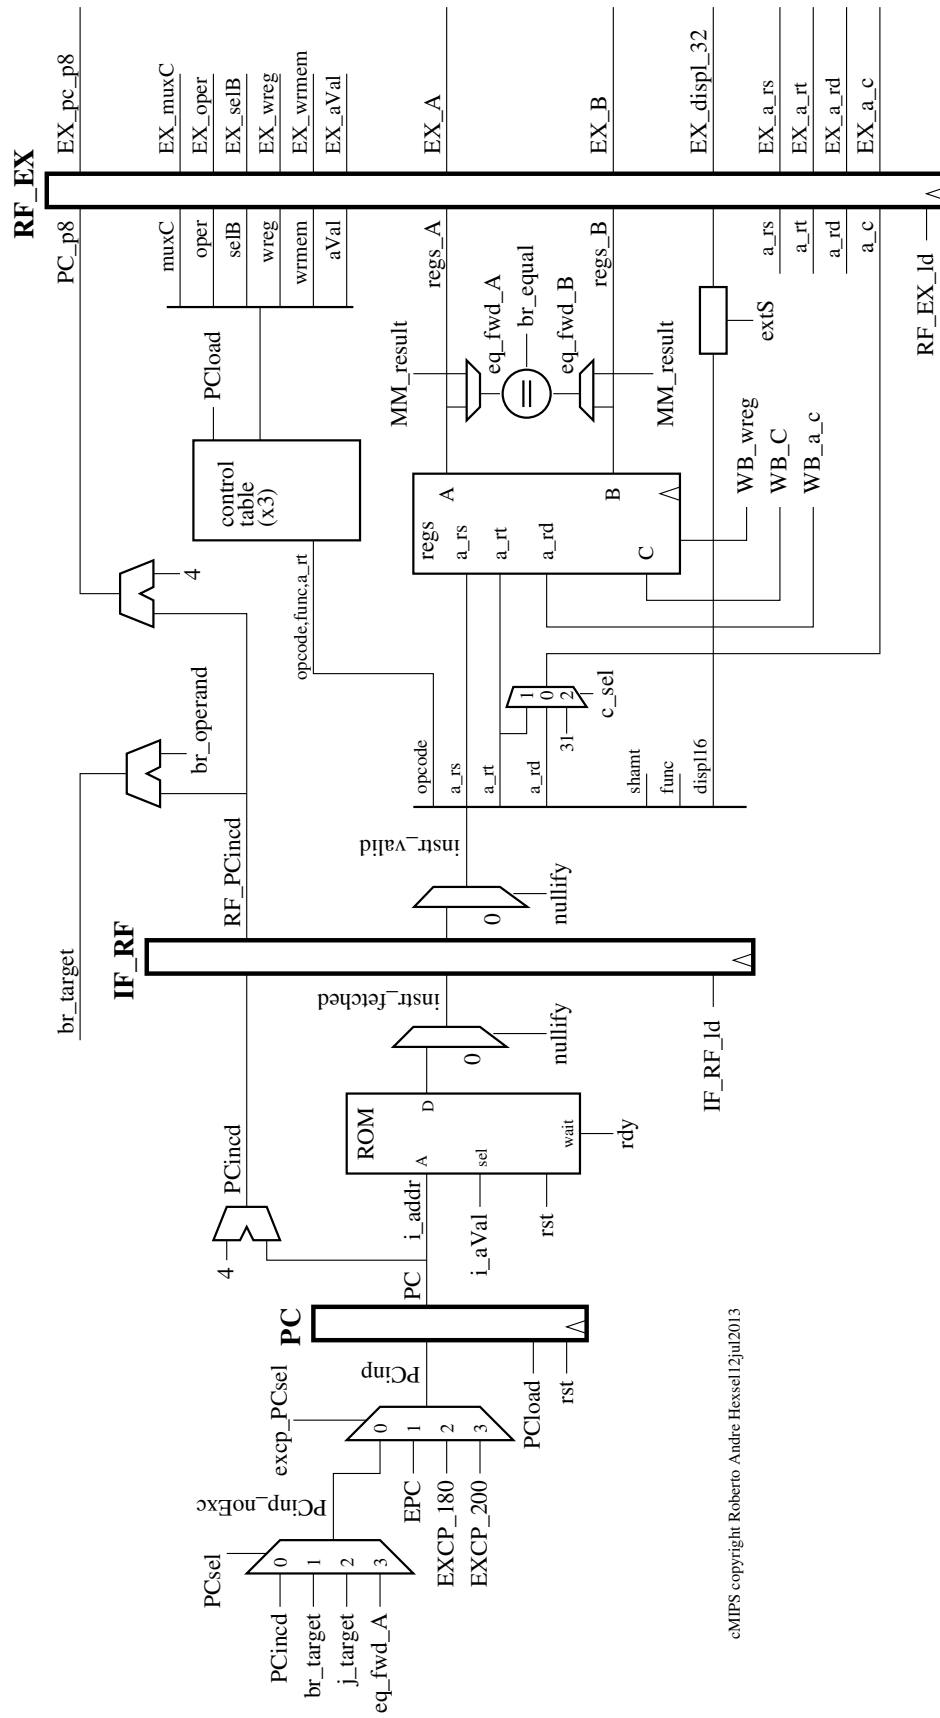 PCsel
PCincd
br_target
j_target
eq_fwd_A
0
1
2
3
PCinp_noExc
excp_PCsel
EPC
EXCP_180
EXCP_200
0
1
2
3
PCinp
PC
PCload
rst
PC
4
PCincd
i_addr
i_aVal
rst
ROM
A
sel
D
wait
rdy
0
nullify
instr_fetched
IF_RF
IF_RF_ld
br_target
RF_PCincd
0
nullify
instr_valid
br_operand
4
opcode
a_rs
a_rt
a_rd
shamt
func
displ16
31
1
0
2
c_sel
opcode,func,a_rt
control
table
(x3)
PCload
regs
a_rs
a_rt
a_rd
C
A
B
WB_wreg
WB_C
WB_a_c
MM_result
eq_fwd_A
=
br_equal
eq_fwd_B
MM_result
extS
RF_EX
PC_p8
muxC
oper
selB
wreg
wrmem
aVal
regs_A
regs_B
a_rs
a_rt
a_rd
a_c
RF_EX_ld
EX_pc_p8
EX_muxC
EX_oper
EX_selB
EX_wreg
EX_wrmem
EX_aVal
EX_A
EX_B
EX_displ_32
EX_a_rs
EX_a_rt
EX_a_rd
EX_a_c
cMIPS copyright Roberto Andre Hexsel12jul2013